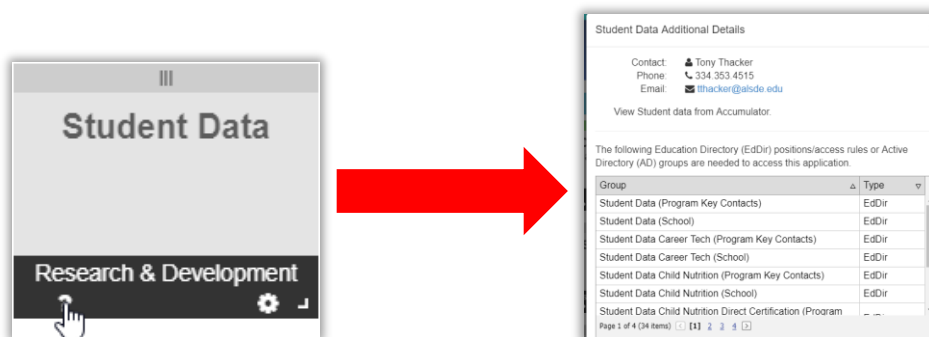 Student Data
Research & Development
Student Data Additional Details
Contact: Tony Thacker
Phone: 334.353.4515
Email: tthacker@alsde.edu
View Student data from Accumulator.
The following Education Directory (EdDir) positions/access rules or Active
Directory (AD) groups are needed to access this application.
Group Type
Student Data (Program Key Contacts) EdDir
Student Data (School) EdDir
Student Data Career Tech (Program Key Contacts) EdDir
Student Data Career Tech (School) EdDir
Student Data Child Nutrition (Program Key Contacts) EdDir
Student Data Child Nutrition (School) EdDir
Student Data Child Nutrition Direct Certification (Program
Page 1 of 4 (34 items) [1] 2 3 4